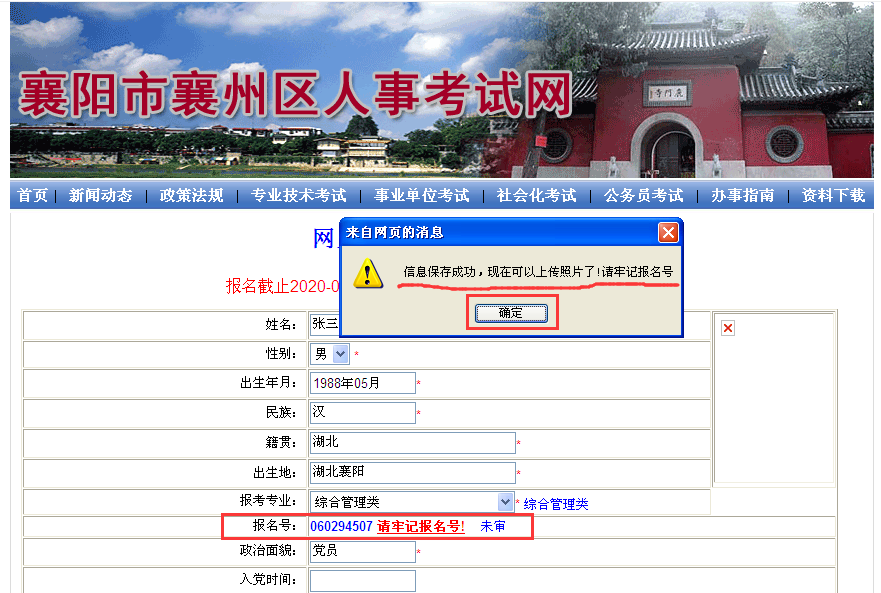 襄阳市襄州区人事考试网
鹿門寺
首页 | 新闻动态 | 政策法规 | 专业技术考试 | 事业单位考试 | 社会化考试 | 公务员考试 | 办事指南 | 资料下载
网
来自网页的消息
信息保存成功，现在可以上传照片了!请牢记报名号
确定
报名截止2020-0
姓名： 张三
性别： 男 *
出生年月： 1988年05月 *
民族： 汉 *
籍贯： 湖北 *
出生地： 湖北襄阳 *
报考专业： 综合管理类 * 综合管理类
报名号： 060294507 请牢记报名号! 未审
政治面貌： 党员 *
入党时间：